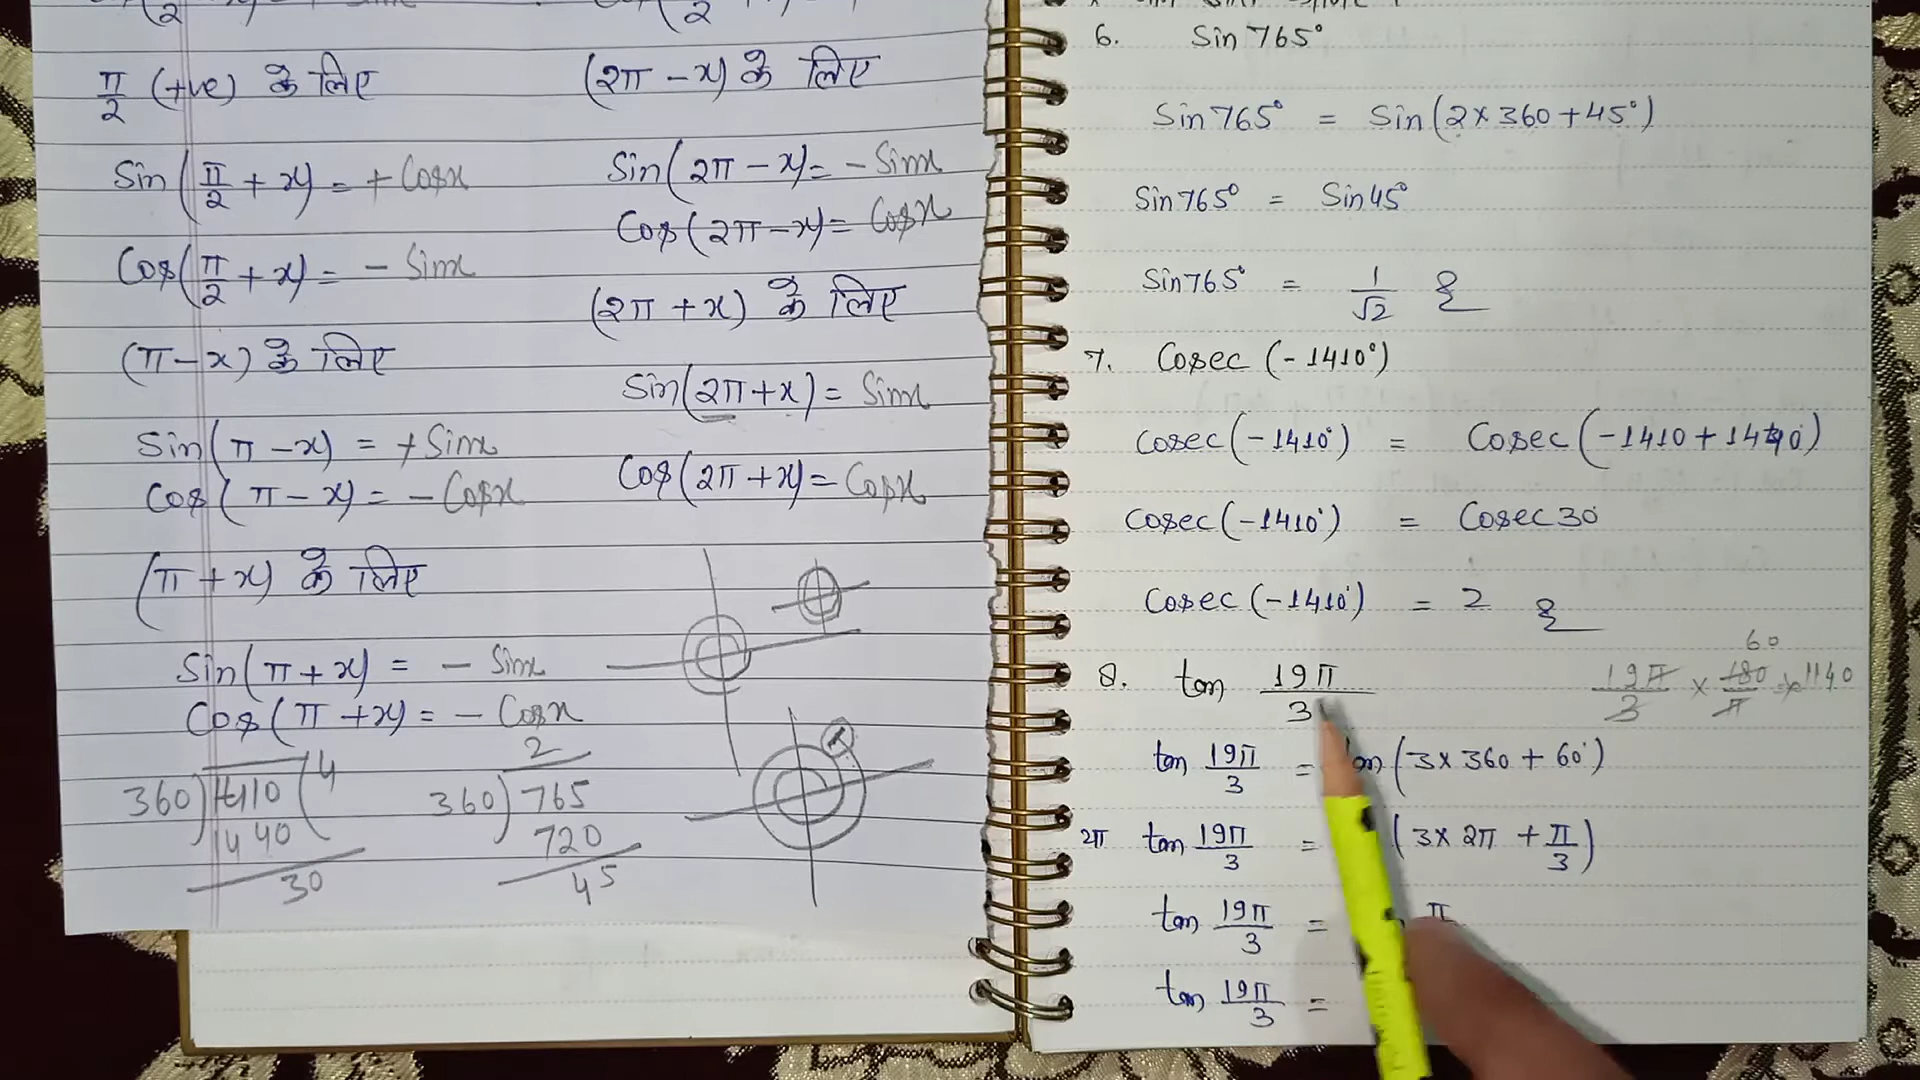 π/2 (+ve) के लिए
Sin(π/2 + x) = + Cosx
Cos(π/2 + x) = - Sinx
(π - x) के लिए
Sin(π - x) = + Sinx
Cos(π - x) = - Cosx
(π + x) के लिए
Sin(π + x) = - Sinx
Cos(π + x) = - Cosx
360) 1410 (4
1440
30
2
360) 765
720
45
(2π - x) के लिए
Sin(2π - x) = - Sinx
Cos(2π - x) = Cosx
(2π + x) के लिए
Sin(2π + x) = Sinx
Cos(2π + x) = Cosx
6. Sin 765°
Sin 765° = Sin(2 × 360 + 45°)
Sin 765° = Sin 45°
Sin 765° = 1/√2
7. Cosec (-1410°)
Cosec (-1410°) = Cosec (-1410 + 1440°)
Cosec (-1410°) = Cosec 30°
Cosec (-1410°) = 2
8. tan 19π/3
60
19π/3 × 180/π = 1140
tan 19π/3 = tan (3 × 360 + 60°)
या tan 19π/3 = (3 × 2π + π/3)
tan 19π/3 = π
tan 19π/3 =